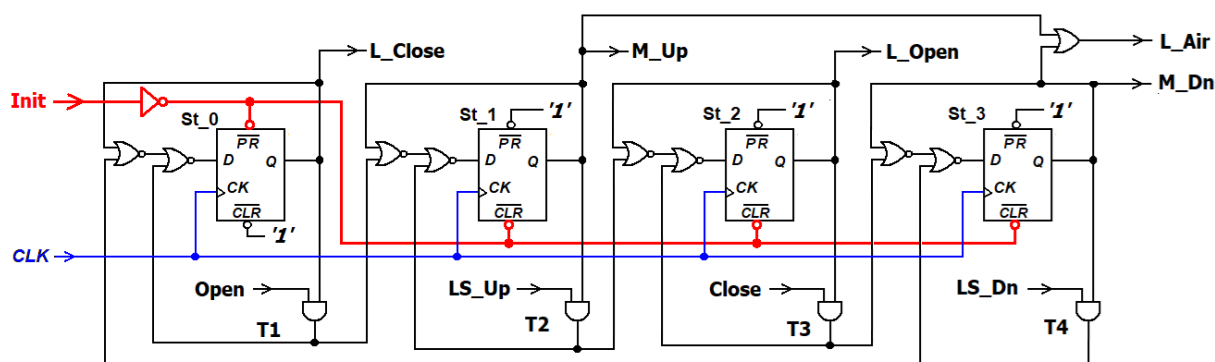 L_Close
M_Up
L_Open
L_Air
M_Dn
Init
St_0
St_1
'1'
St_2
'1'
St_3
'1'
PR
D Q
CK
CLR
'1'
PR
D Q
CK
CLR
PR
D Q
CK
CLR
PR
D Q
CK
CLR
CLK
Open
T1
LS_Up
T2
Close
T3
LS_Dn
T4